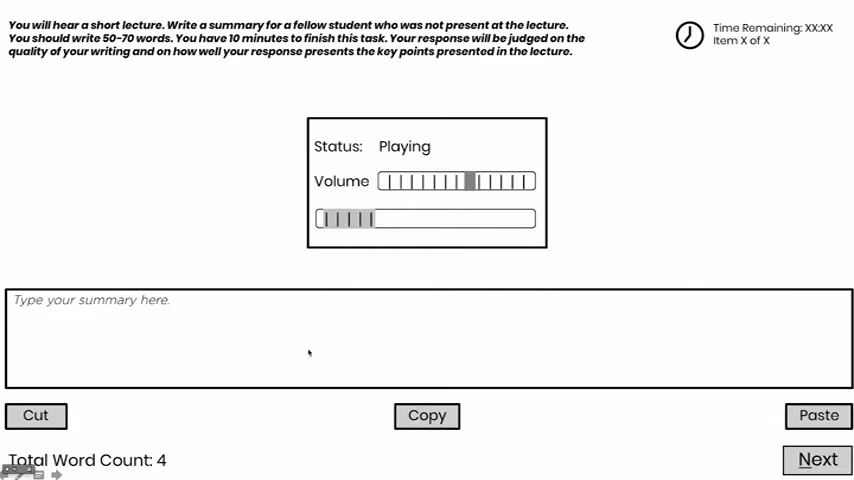 You will hear a short lecture. Write a summary for a fellow student who was not present at the lecture.
You should write 50-70 words. You have 10 minutes to finish this task. Your response will be judged on the
quality of your writing and on how well your response presents the key points presented in the lecture.
Time Remaining: XX:XX
Item X of X
Status: Playing
Volume
Type your summary here.
Cut
Copy
Paste
Total Word Count: 4
Next